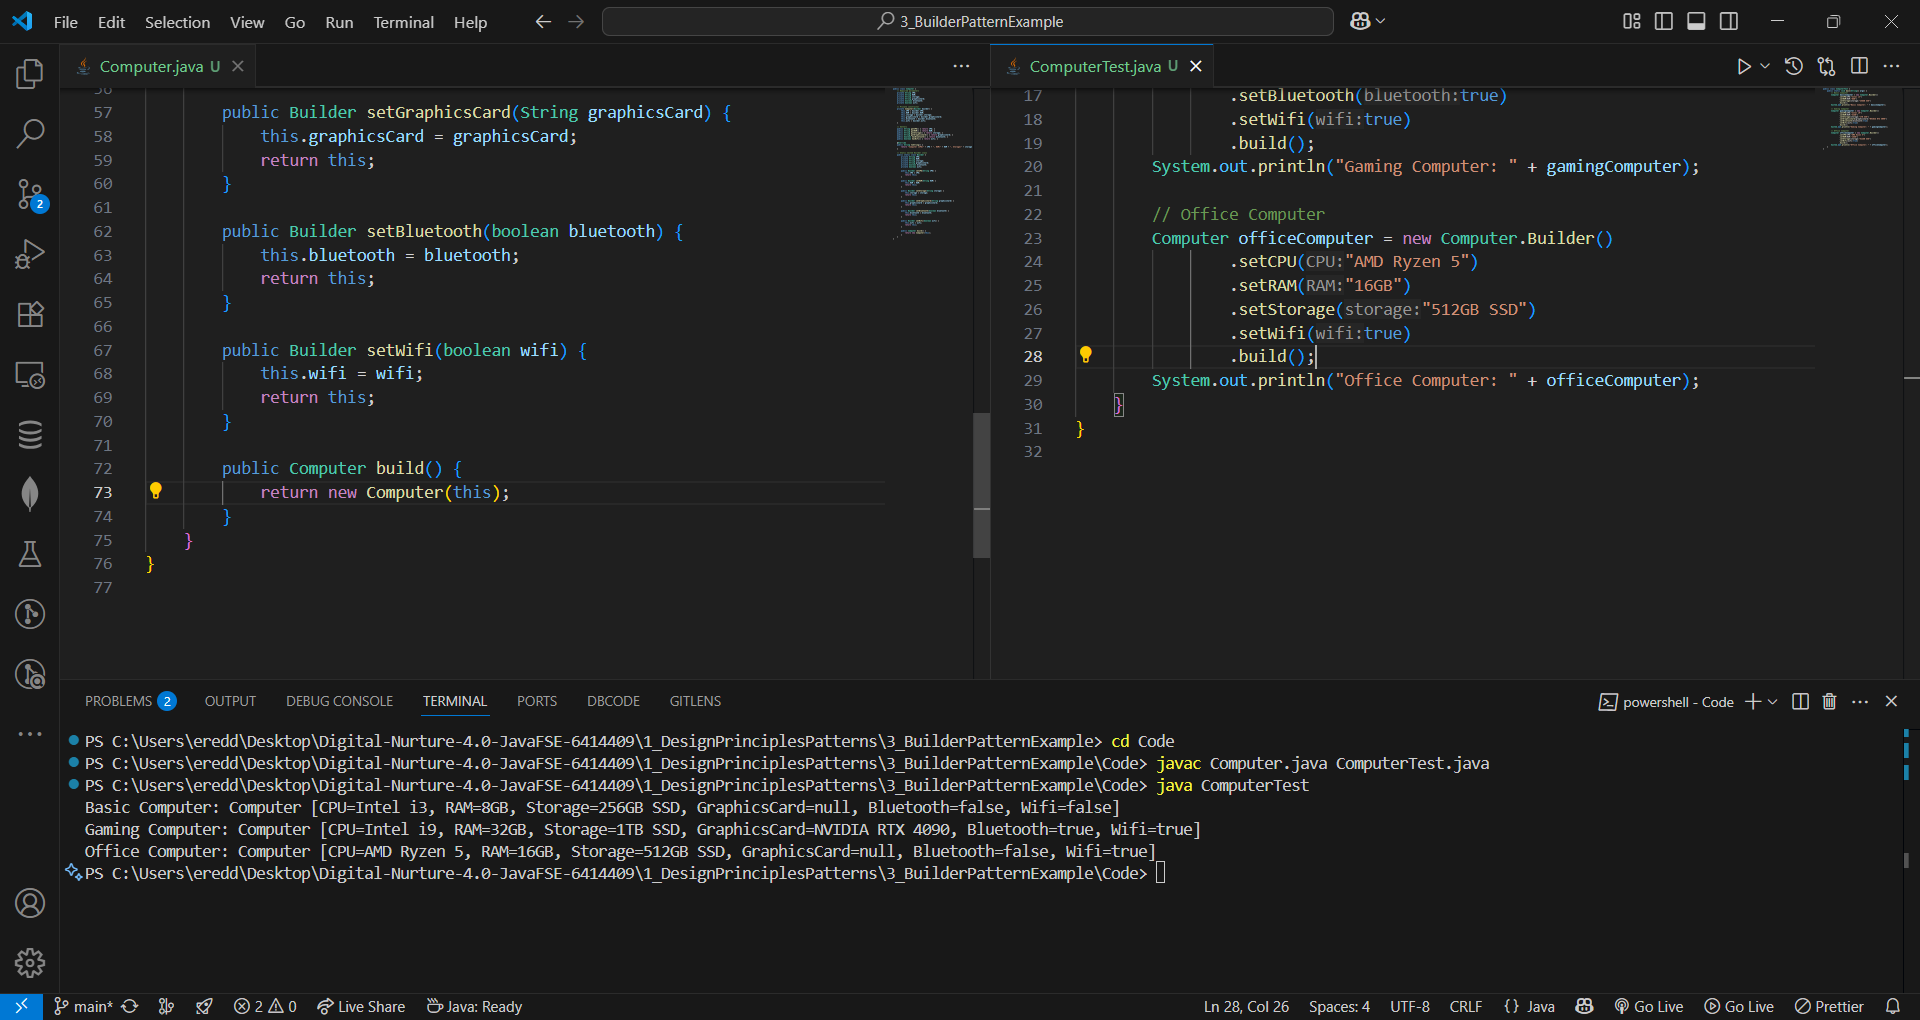 File Edit Selection View Go Run Terminal Help
3_BuilderPatternExample
Computer.java U
57 public Builder setGraphicsCard(String graphicsCard) {
58 this.graphicsCard = graphicsCard;
59 return this;
60 }
61
62 public Builder setBluetooth(boolean bluetooth) {
63 this.bluetooth = bluetooth;
64 return this;
65 }
66
67 public Builder setWifi(boolean wifi) {
68 this.wifi = wifi;
69 return this;
70 }
71
72 public Computer build() {
73 return new Computer(this);
74 }
75 }
76 }
77
ComputerTest.java U
17 .setBluetooth(bluetooth:true)
18 .setWifi(wifi:true)
19 .build();
20 System.out.println("Gaming Computer: " + gamingComputer);
21
22 // Office Computer
23 Computer officeComputer = new Computer.Builder()
24 .setCPU(CPU:"AMD Ryzen 5")
25 .setRAM(RAM:"16GB")
26 .setStorage(storage:"512GB SSD")
27 .setWifi(wifi:true)
28 .build();
29 System.out.println("Office Computer: " + officeComputer);
30 }
31 }
32
2
PROBLEMS 2 OUTPUT DEBUG CONSOLE TERMINAL PORTS DBCODE GITLENS
powershell - Code
PS C:\Users\eredd\Desktop\Digital-Nurture-4.0-JavaFSE-6414409\1_DesignPrinciplesPatterns\3_BuilderPatternExample> cd Code
PS C:\Users\eredd\Desktop\Digital-Nurture-4.0-JavaFSE-6414409\1_DesignPrinciplesPatterns\3_BuilderPatternExample\Code> javac Computer.java ComputerTest.java
PS C:\Users\eredd\Desktop\Digital-Nurture-4.0-JavaFSE-6414409\1_DesignPrinciplesPatterns\3_BuilderPatternExample\Code> java ComputerTest
Basic Computer: Computer [CPU=Intel i3, RAM=8GB, Storage=256GB SSD, GraphicsCard=null, Bluetooth=false, Wifi=false]
Gaming Computer: Computer [CPU=Intel i9, RAM=32GB, Storage=1TB SSD, GraphicsCard=NVIDIA RTX 4090, Bluetooth=true, Wifi=true]
Office Computer: Computer [CPU=AMD Ryzen 5, RAM=16GB, Storage=512GB SSD, GraphicsCard=null, Bluetooth=false, Wifi=true]
PS C:\Users\eredd\Desktop\Digital-Nurture-4.0-JavaFSE-6414409\1_DesignPrinciplesPatterns\3_BuilderPatternExample\Code>
main* 2 0 Live Share Java: Ready Ln 28, Col 26 Spaces: 4 UTF-8 CRLF {} Java Go Live Go Live Prettier